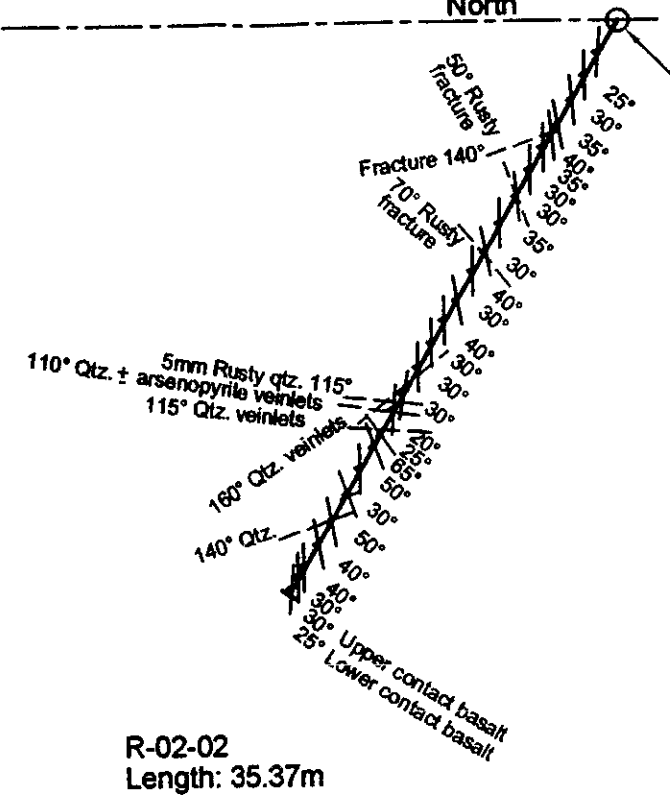 North
50° Rusty
fracture
Fracture 140°
70° Rusty
fracture
5mm Rusty qtz. 115°
110° Qtz. ± arsenopyrite veinlets
115° Qtz. veinlets
160° Qtz. veinlets
140° Qtz.
25°
30°
35°
40°
35°
30°
30°
35°
30°
40°
30°
40°
30°
30°
30°
20°
25°
65°
50°
30°
50°
40°
40°
30°
30° Upper contact basalt
25° Lower contact basalt
R-02-02
Length: 35.37m